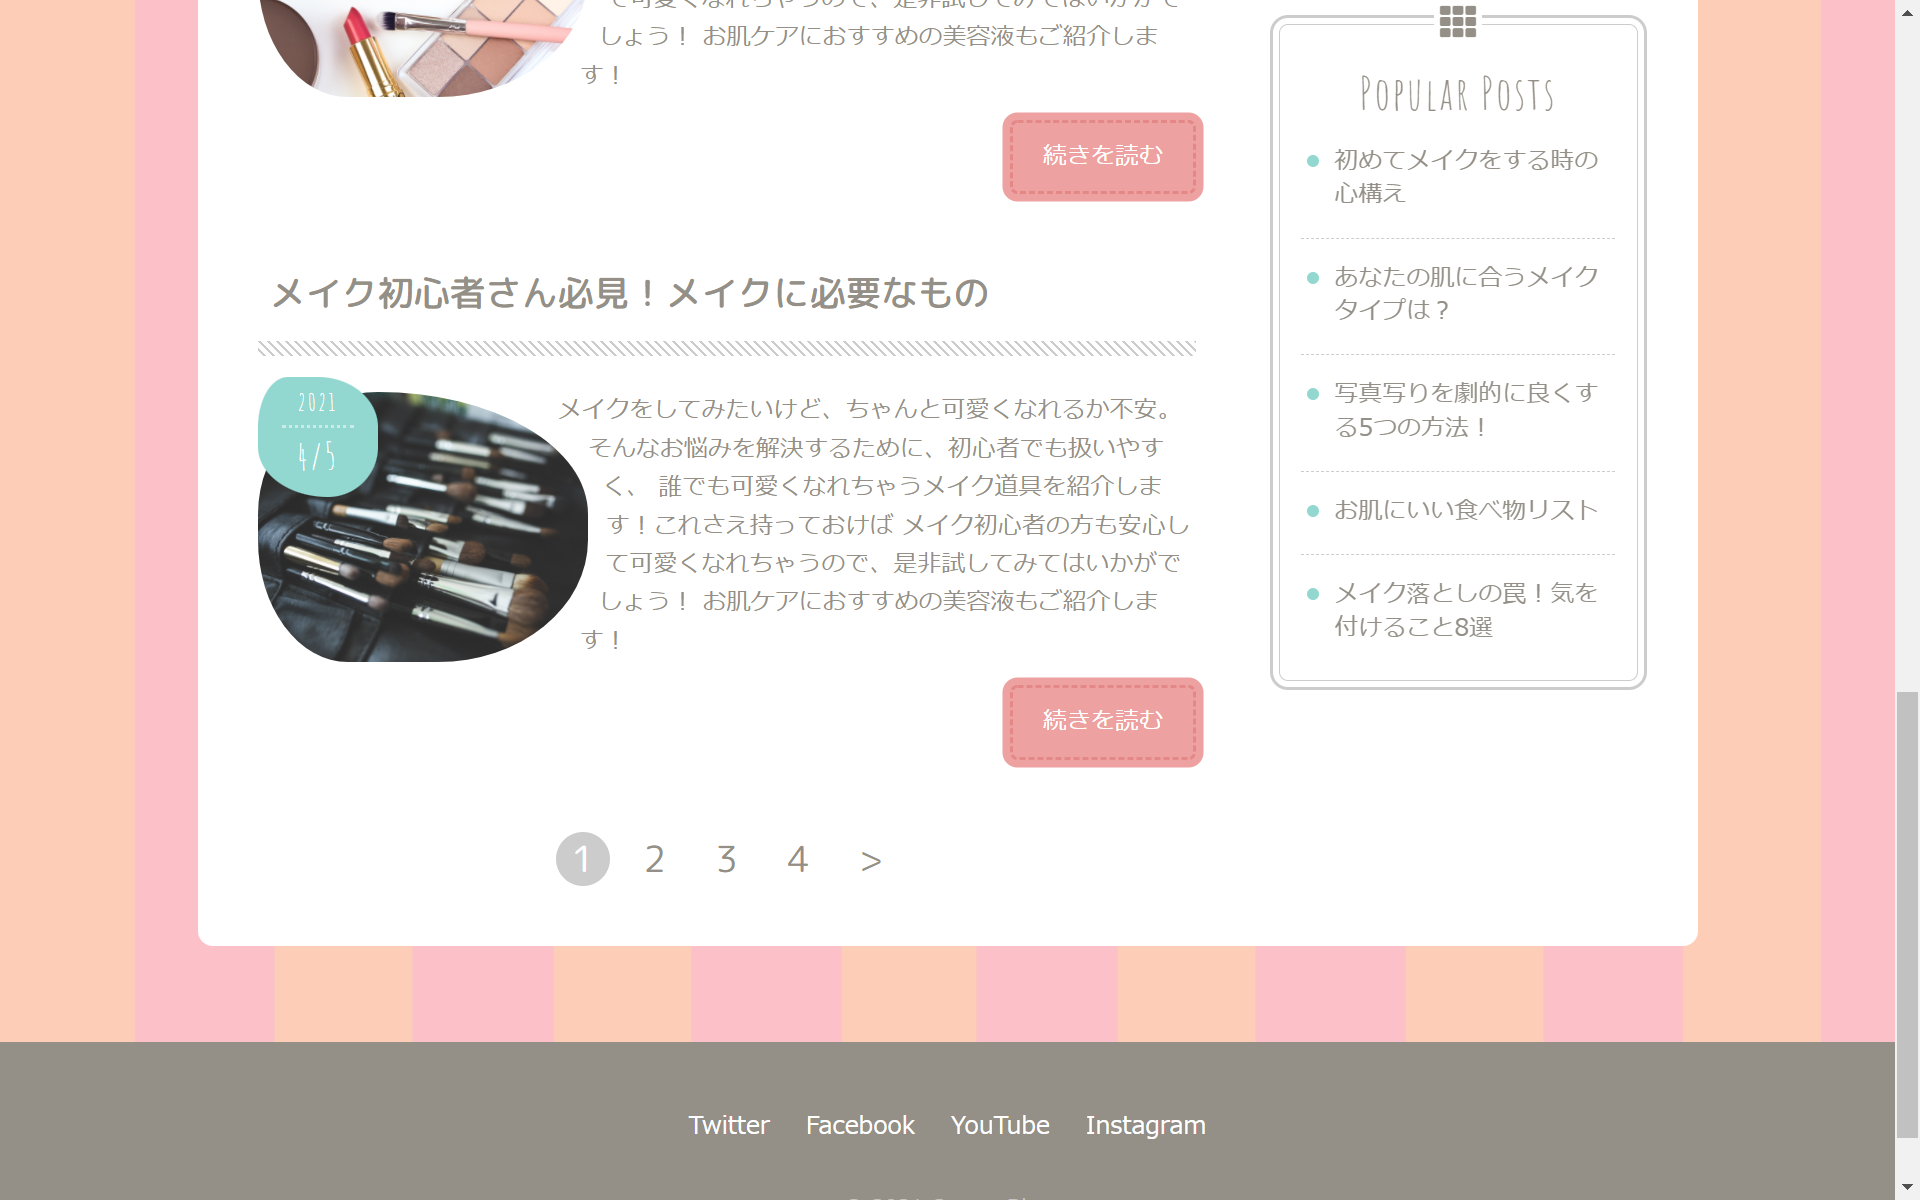 しょう！ お肌ケアにおすすめの美容液もご紹介しま
す！
続きを読む
メイク初心者さん必見！メイクに必要なもの
2021
4/5
メイクをしてみたいけど、ちゃんと可愛くなれるか不安。
そんなお悩みを解決するために、初心者でも扱いやす
く、 誰でも可愛くなれちゃうメイク道具を紹介しま
す！これさえ持っておけば メイク初心者の方も安心し
て可愛くなれちゃうので、是非試してみてはいかがで
しょう！ お肌ケアにおすすめの美容液もご紹介しま
す！
続きを読む
1 2 3 4 >
Popular Posts
初めてメイクをする時の
心構え
あなたの肌に合うメイク
タイプは？
写真写りを劇的に良くす
る5つの方法！
お肌にいい食べ物リスト
メイク落としの罠！気を
付けること8選
Twitter Facebook YouTube Instagram